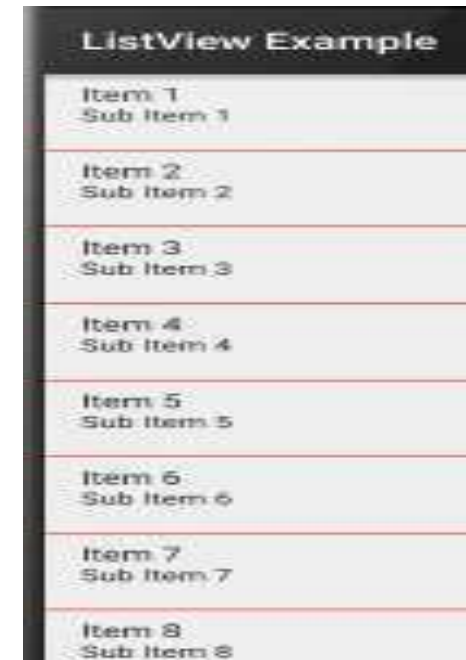 ListView Example
Item 1
Sub Item 1
Item 2
Sub Item 2
Item 3
Sub Item 3
Item 4
Sub Item 4
Item 5
Sub Item 5
Item 6
Sub Item 6
Item 7
Sub Item 7
Item 8
Sub Item 8